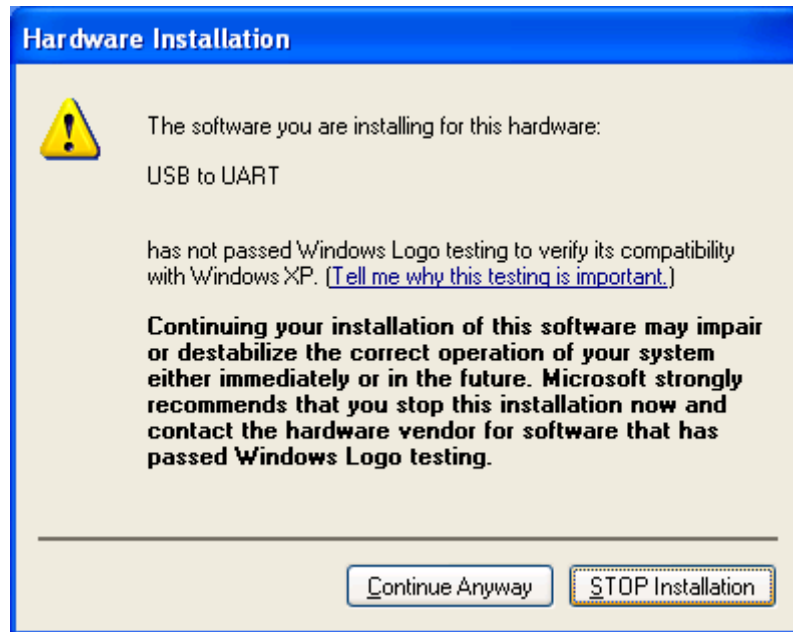 Hardware Installation
The software you are installing for this hardware:
USB to UART
has not passed Windows Logo testing to verify its compatibility
with Windows XP. (Tell me why this testing is important.)
Continuing your installation of this software may impair
or destabilize the correct operation of your system
either immediately or in the future. Microsoft strongly
recommends that you stop this installation now and
contact the hardware vendor for software that has
passed Windows Logo testing.
Continue Anyway
STOP Installation